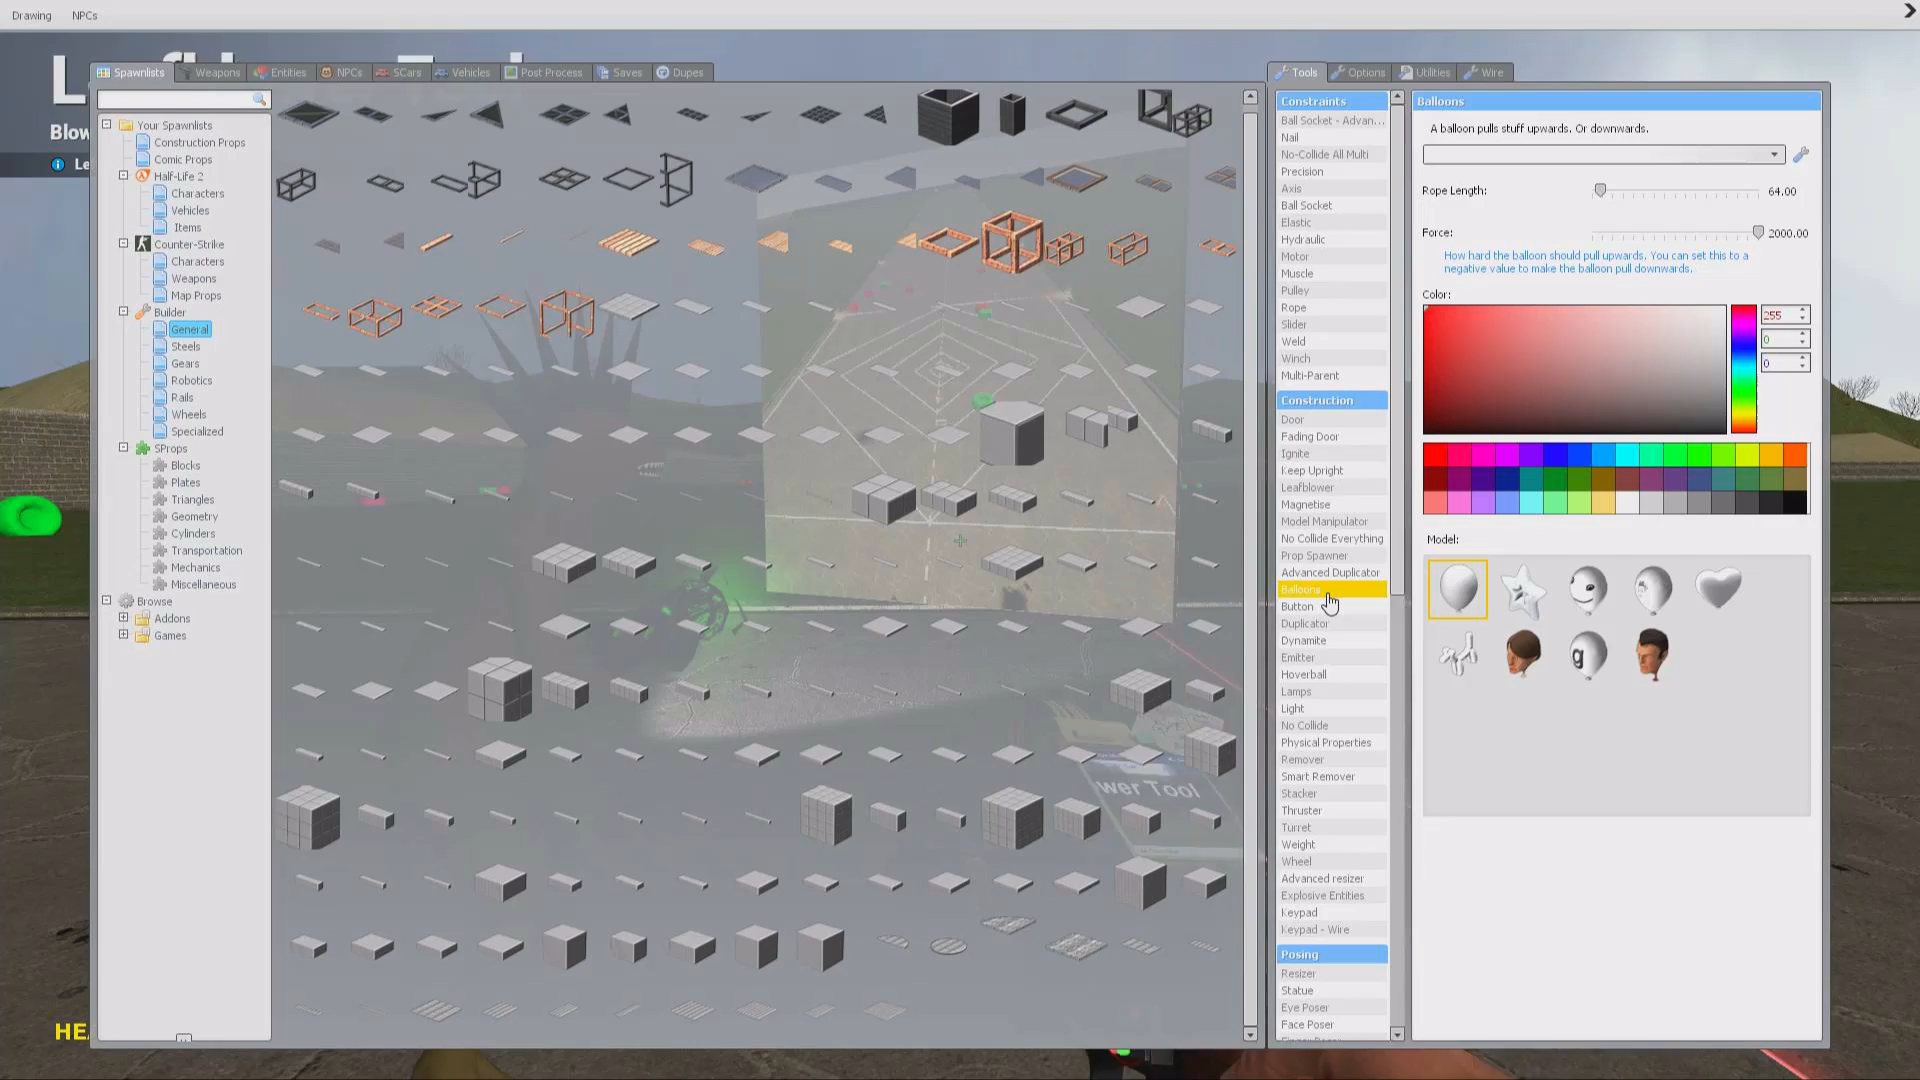 Drawing NPCs
Spawnlists Weapons Entities NPCs SCars Vehicles Post Process Saves Dupes
Tools Options Utilities Wire
Blow
Le
HE
Your Spawnlists
Construction Props
Comic Props
Half-Life 2
Characters
Vehicles
Items
Counter-Strike
Characters
Weapons
Map Props
Builder
General
Steels
Gears
Robotics
Rails
Wheels
Specialized
SProps
Blocks
Plates
Triangles
Geometry
Cylinders
Transportation
Mechanics
Miscellaneous
Browse
Addons
Games
wer Tool
Constraints
Ball Socket - Advan...
Nail
No-Collide All Multi
Precision
Axis
Ball Socket
Elastic
Hydraulic
Motor
Muscle
Pulley
Rope
Slider
Weld
Winch
Multi-Parent
Construction
Door
Fading Door
Ignite
Keep Upright
Leafblower
Magnetise
Model Manipulator
No Collide Everything
Prop Spawner
Advanced Duplicator
Balloons
Button
Duplicator
Dynamite
Emitter
Hoverball
Lamps
Light
No Collide
Physical Properties
Remover
Smart Remover
Stacker
Thruster
Turret
Weight
Wheel
Advanced resizer
Explosive Entities
Keypad
Keypad - Wire
Posing
Resizer
Statue
Eye Poser
Face Poser
Balloons
A balloon pulls stuff upwards. Or downwards.
Rope Length: 64.00
Force: 2000.00
How hard the balloon should pull upwards. You can set this to a
negative value to make the balloon pull downwards.
Color:
255
0
0
Model:
g